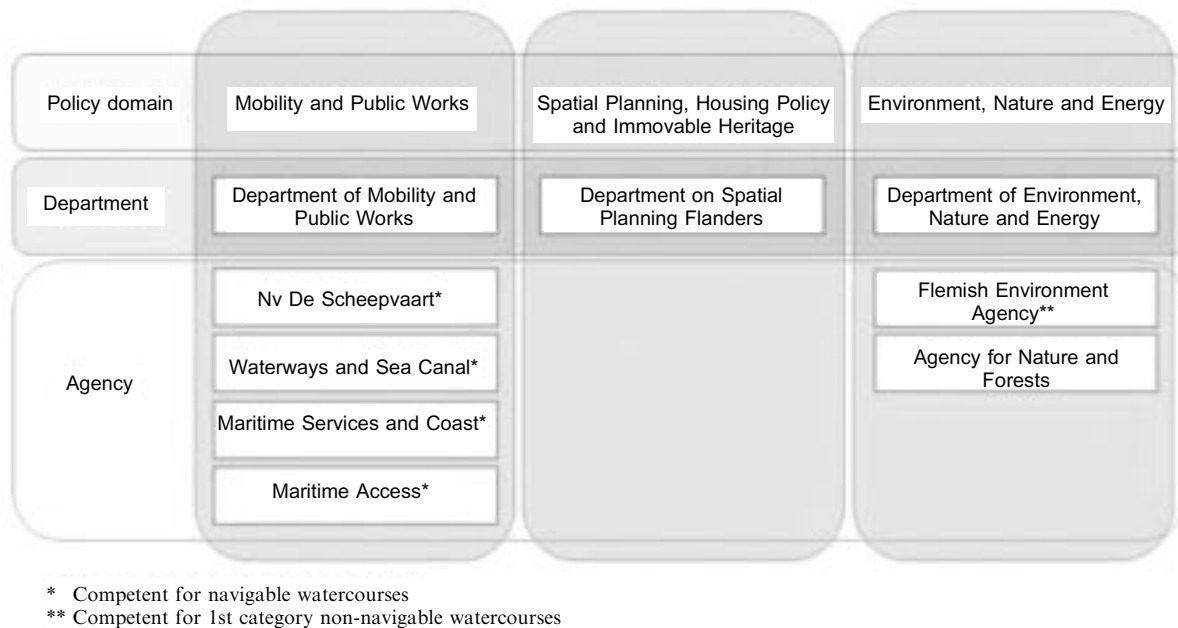 Policy domain
Mobility and Public Works
Spatial Planning, Housing Policy
and Immovable Heritage
Environment, Nature and Energy
Department
Department of Mobility and
Public Works
Department on Spatial
Planning Flanders
Department of Environment,
Nature and Energy
Agency
Nv De Scheepvaart*
Waterways and Sea Canal*
Maritime Services and Coast*
Maritime Access*
Flemish Environment
Agency**
Agency for Nature and
Forests
* Competent for navigable watercourses
** Competent for 1st category non-navigable watercourses